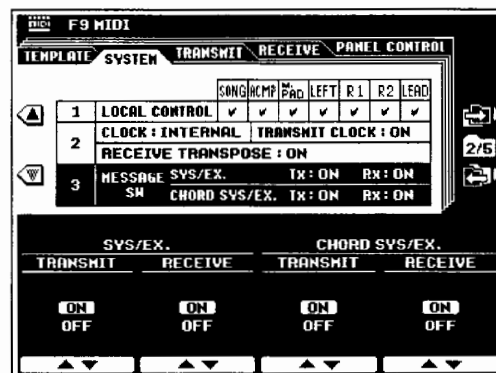 MIDI F9 MIDI
TEMPLATE SYSTEM TRANSMIT RECEIVE PANEL CONTROL
SONG ACMP M.PAD LEFT R1 R2 LEAD
1 LOCAL CONTROL ✔ ✔ ✔ ✔ ✔ ✔ ✔
2 CLOCK : INTERNAL TRANSMIT CLOCK : ON
RECEIVE TRANSPOSE : ON
2/5
3 MESSAGE SW SYS/EX. Tx : ON Rx : ON
CHORD SYS/EX. Tx : ON Rx : ON
SYS/EX. CHORD SYS/EX.
TRANSMIT RECEIVE TRANSMIT RECEIVE
ON ON ON ON
OFF OFF OFF OFF